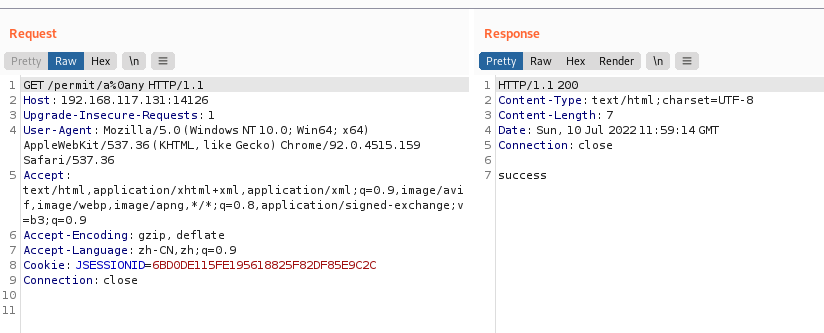 Request
Response
Pretty Raw Hex \n
Pretty Raw Hex Render \n
1 GET /permit/a%0any HTTP/1.1
2 Host: 192.168.117.131:14126
3 Upgrade-Insecure-Requests: 1
4 User-Agent: Mozilla/5.0 (Windows NT 10.0; Win64; x64)
AppleWebKit/537.36 (KHTML, like Gecko) Chrome/92.0.4515.159
Safari/537.36
5 Accept:
text/html,application/xhtml+xml,application/xml;q=0.9,image/avi
f,image/webp,image/apng,*/*;q=0.8,application/signed-exchange;v
=b3;q=0.9
6 Accept-Encoding: gzip, deflate
7 Accept-Language: zh-CN,zh;q=0.9
8 Cookie: JSESSIONID=6BD0DE115FE195618825F82DF85E9C2C
9 Connection: close
10
11
1 HTTP/1.1 200
2 Content-Type: text/html;charset=UTF-8
3 Content-Length: 7
4 Date: Sun, 10 Jul 2022 11:59:14 GMT
5 Connection: close
6
7 success